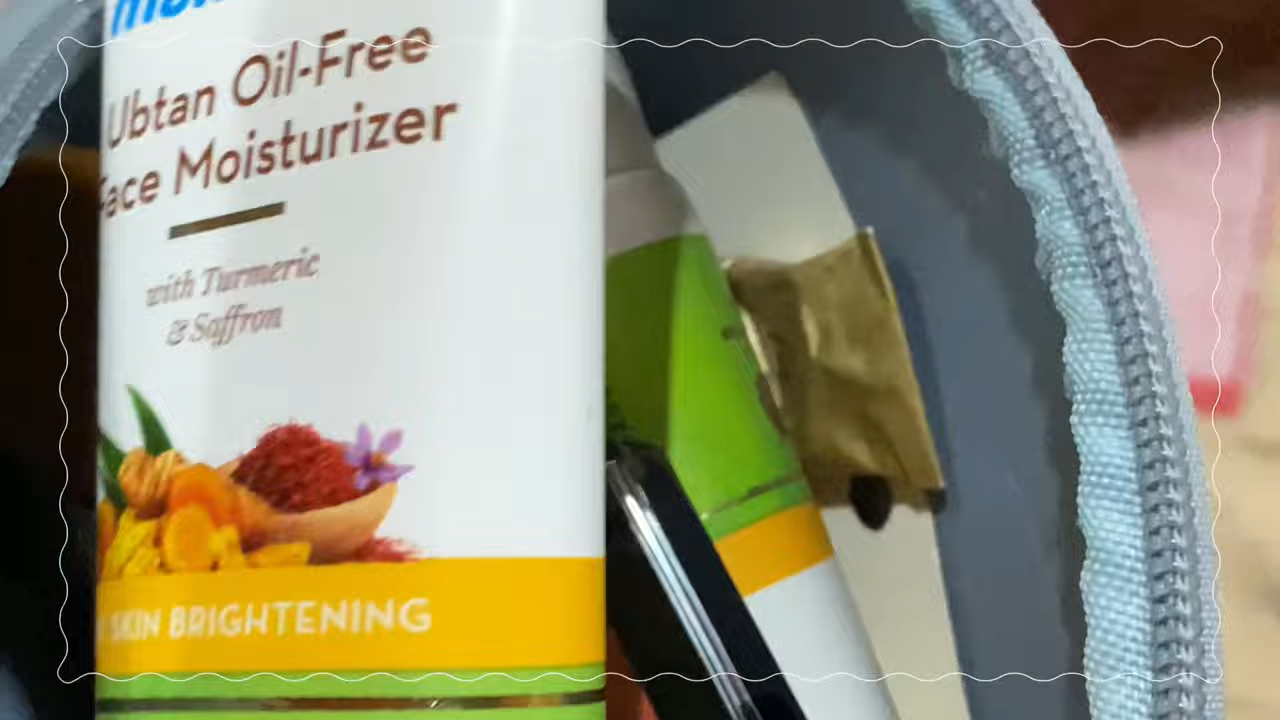 Ubtan Oil-Free
Face Moisturizer
with Turmeric
& Saffron
SKIN BRIGHTENING